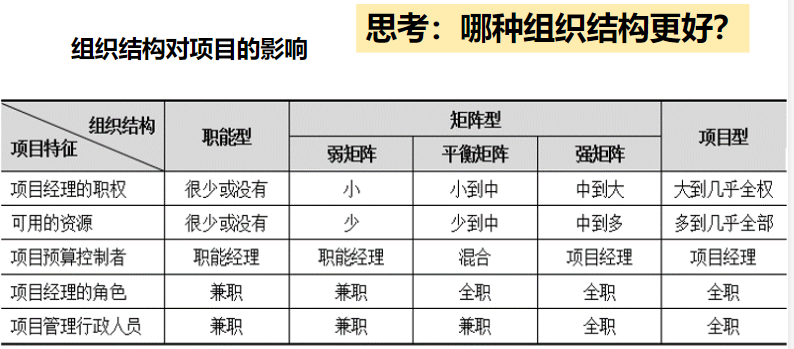 思考：哪种组织结构更好？
组织结构对项目的影响
组织结构 职能型 矩阵型 项目型
项目特征 弱矩阵 平衡矩阵 强矩阵
项目经理的职权 很少或没有 小 小到中 中到大 大到几乎全权
可用的资源 很少或没有 少 少到中 中到多 多到几乎全部
项目预算控制者 职能经理 职能经理 混合 项目经理 项目经理
项目经理的角色 兼职 兼职 全职 全职 全职
项目管理行政人员 兼职 兼职 兼职 全职 全职